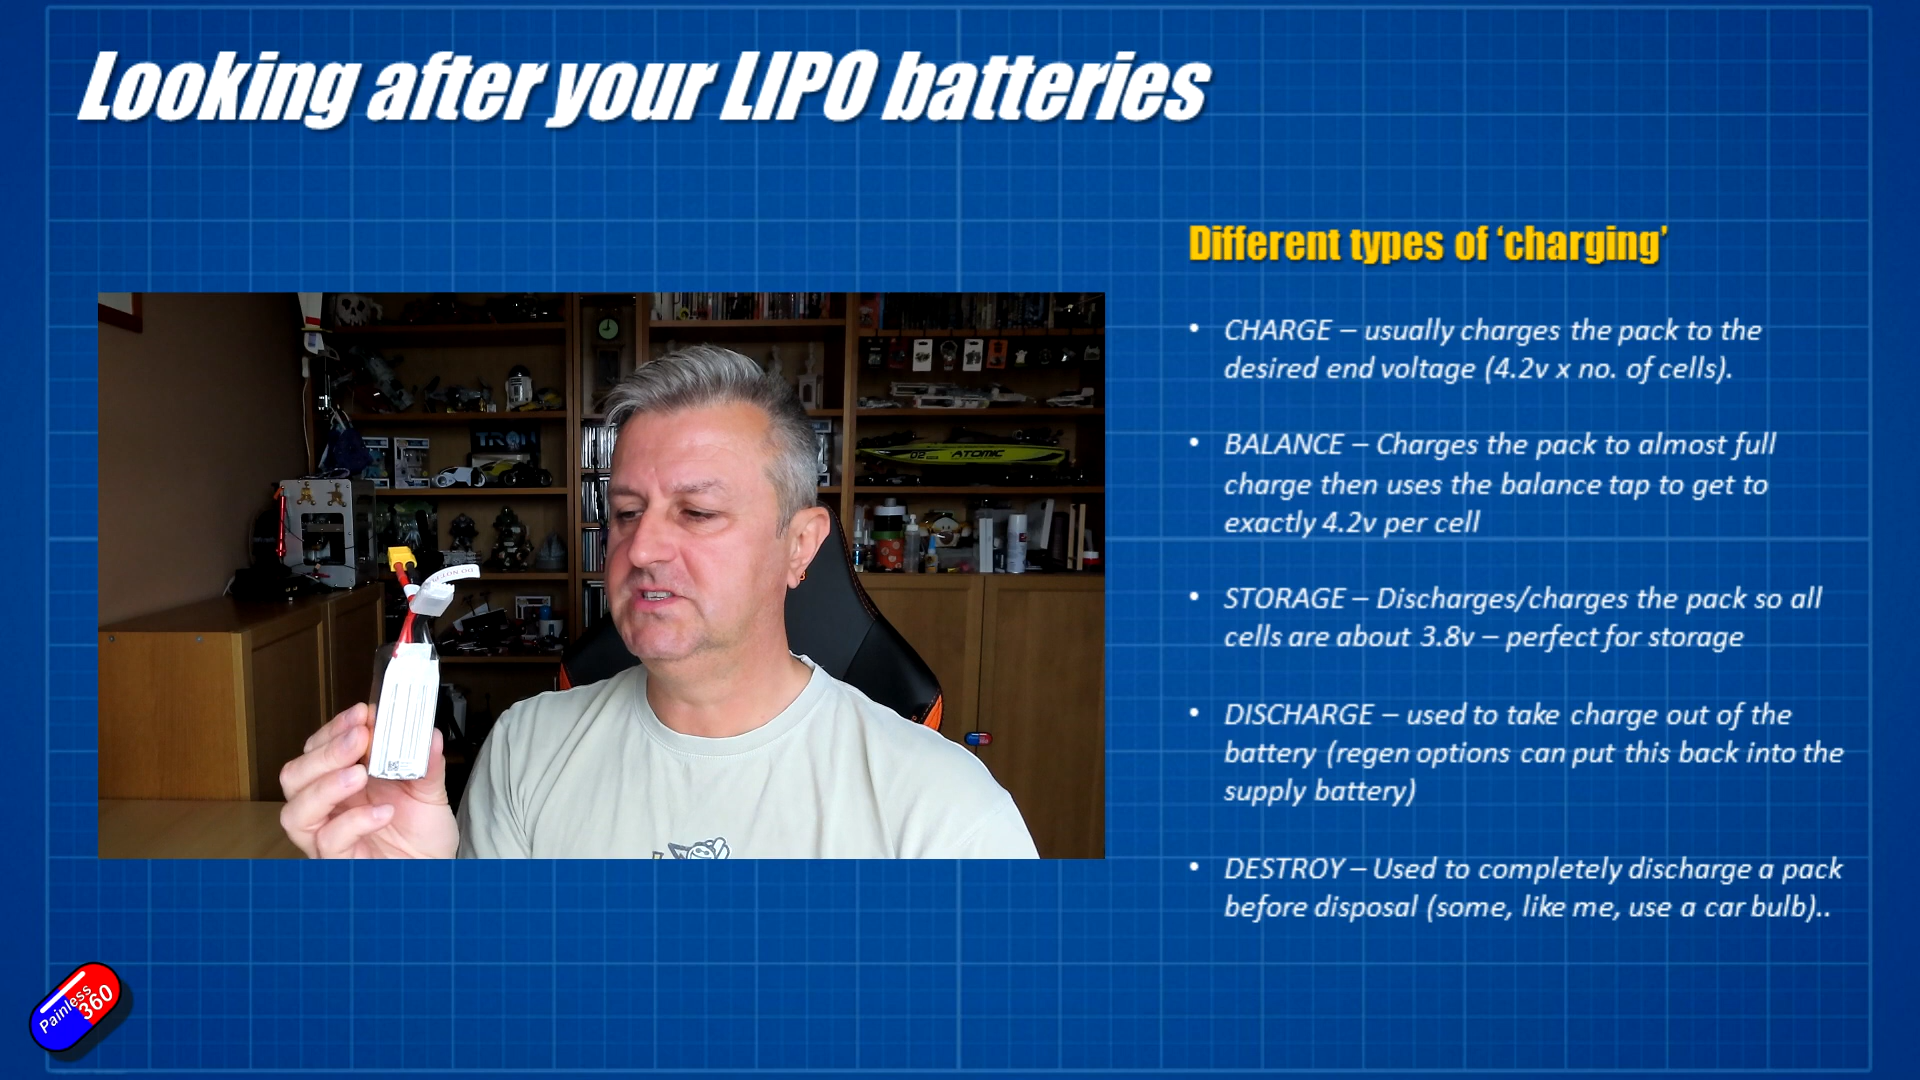 Looking after your LIPO batteries
Different types of ‘charging’
• CHARGE – usually charges the pack to the
desired end voltage (4.2v x no. of cells).
• BALANCE – Charges the pack to almost full
charge then uses the balance tap to get to
exactly 4.2v per cell
• STORAGE – Discharges/charges the pack so all
cells are about 3.8v – perfect for storage
• DISCHARGE – used to take charge out of the
battery (regen options can put this back into the
supply battery)
• DESTROY – Used to completely discharge a pack
before disposal (some, like me, use a car bulb)..
TRON
02 ATOMIC
DO NOT
Painless
360